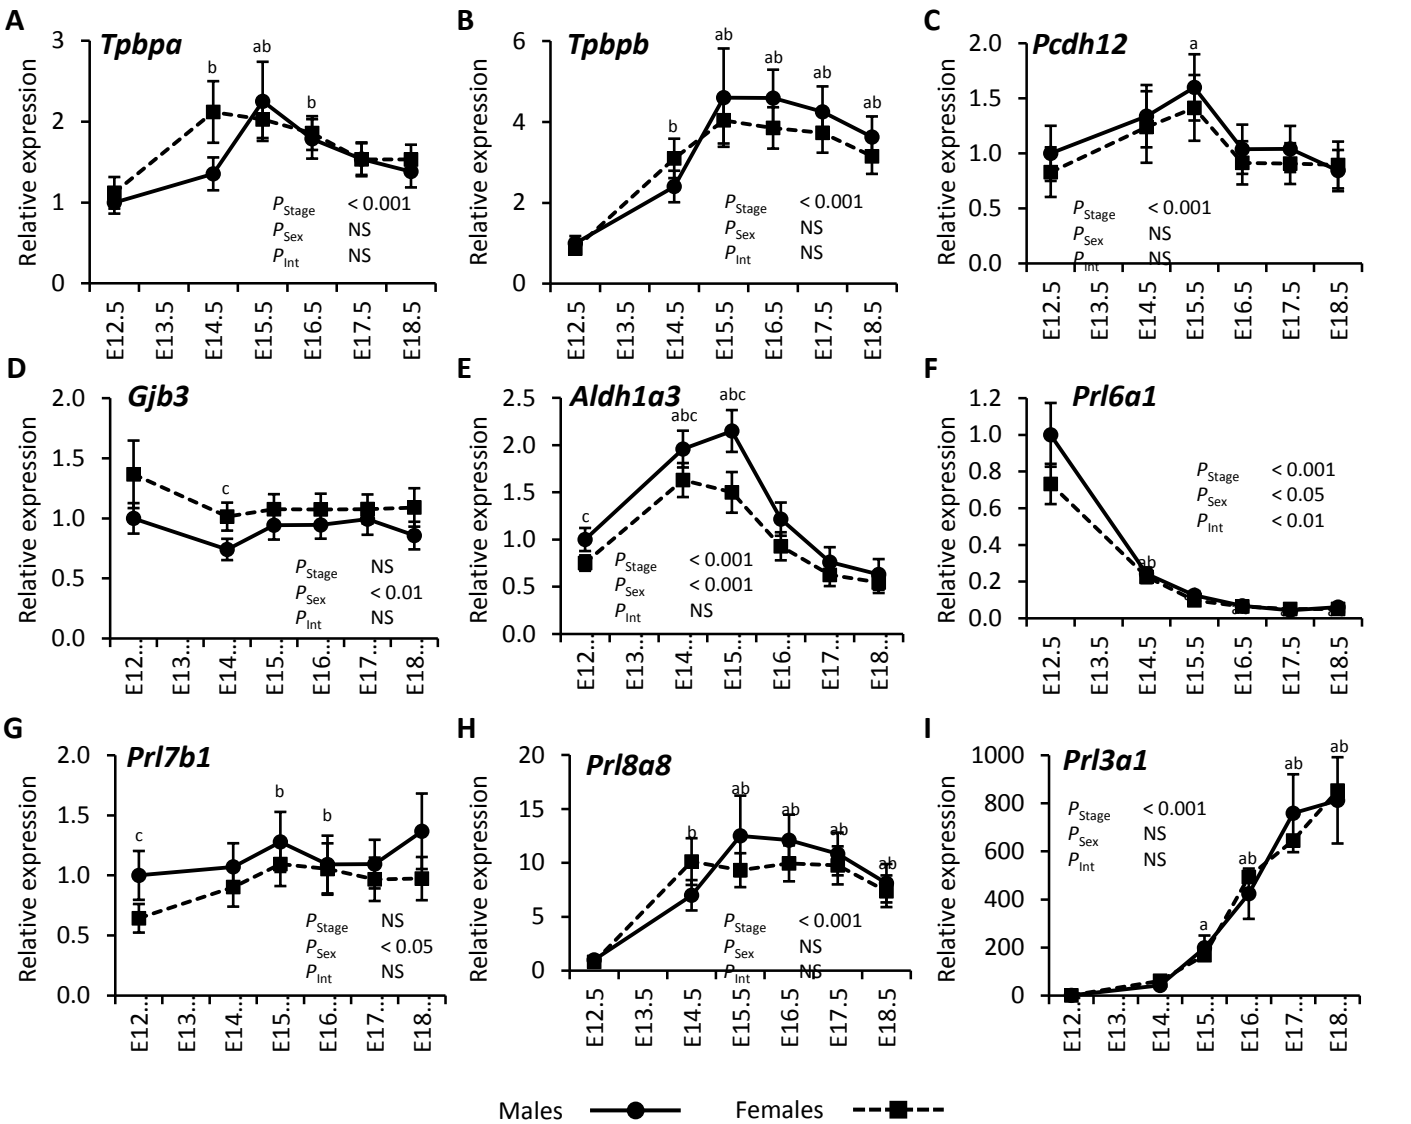 A
Tpbpa
Relative expression
3
2
1
0
b
ab
b
PStage < 0.001
PSex NS
PInt NS
E12.5 E13.5 E14.5 E15.5 E16.5 E17.5 E18.5
B
Tpbpb
Relative expression
6
4
2
0
b
ab
ab
ab
ab
PStage < 0.001
PSex NS
PInt NS
E12.5 E13.5 E14.5 E15.5 E16.5 E17.5 E18.5
C
Pcdh12
Relative expression
2.0
1.5
1.0
0.5
0.0
a
PStage < 0.001
PSex NS
PInt NS
E12.5 E13.5 E14.5 E15.5 E16.5 E17.5 E18.5
D
Gjb3
Relative expression
2.0
1.5
1.0
0.5
0.0
c
PStage NS
PSex < 0.01
PInt NS
E12... E13... E14... E15... E16... E17... E18...
E
Aldh1a3
Relative expression
2.5
2.0
1.5
1.0
0.5
0.0
c
abc
abc
PStage < 0.001
PSex < 0.001
PInt NS
E12... E13... E14... E15... E16... E17... E18...
F
Prl6a1
Relative expression
1.2
1.0
0.8
0.6
0.4
0.2
0.0
ab
PStage < 0.001
PSex < 0.05
PInt < 0.01
E12.5 E13.5 E14.5 E15.5 E16.5 E17.5 E18.5
G
Prl7b1
Relative expression
2.0
1.5
1.0
0.5
0.0
c
b
b
PStage NS
PSex < 0.05
PInt NS
E12... E13... E14... E15... E16... E17... E18...
H
Prl8a8
Relative expression
20
15
10
5
0
b
ab
ab
ab
ab
PStage < 0.001
PSex NS
PInt NS
E12.5 E13.5 E14.5 E15.5 E16.5 E17.5 E18.5
I
Prl3a1
Relative expression
1000
800
600
400
200
0
a
ab
ab
ab
PStage < 0.001
PSex NS
PInt NS
E12... E13... E14... E15... E16... E17... E18...
Males Females